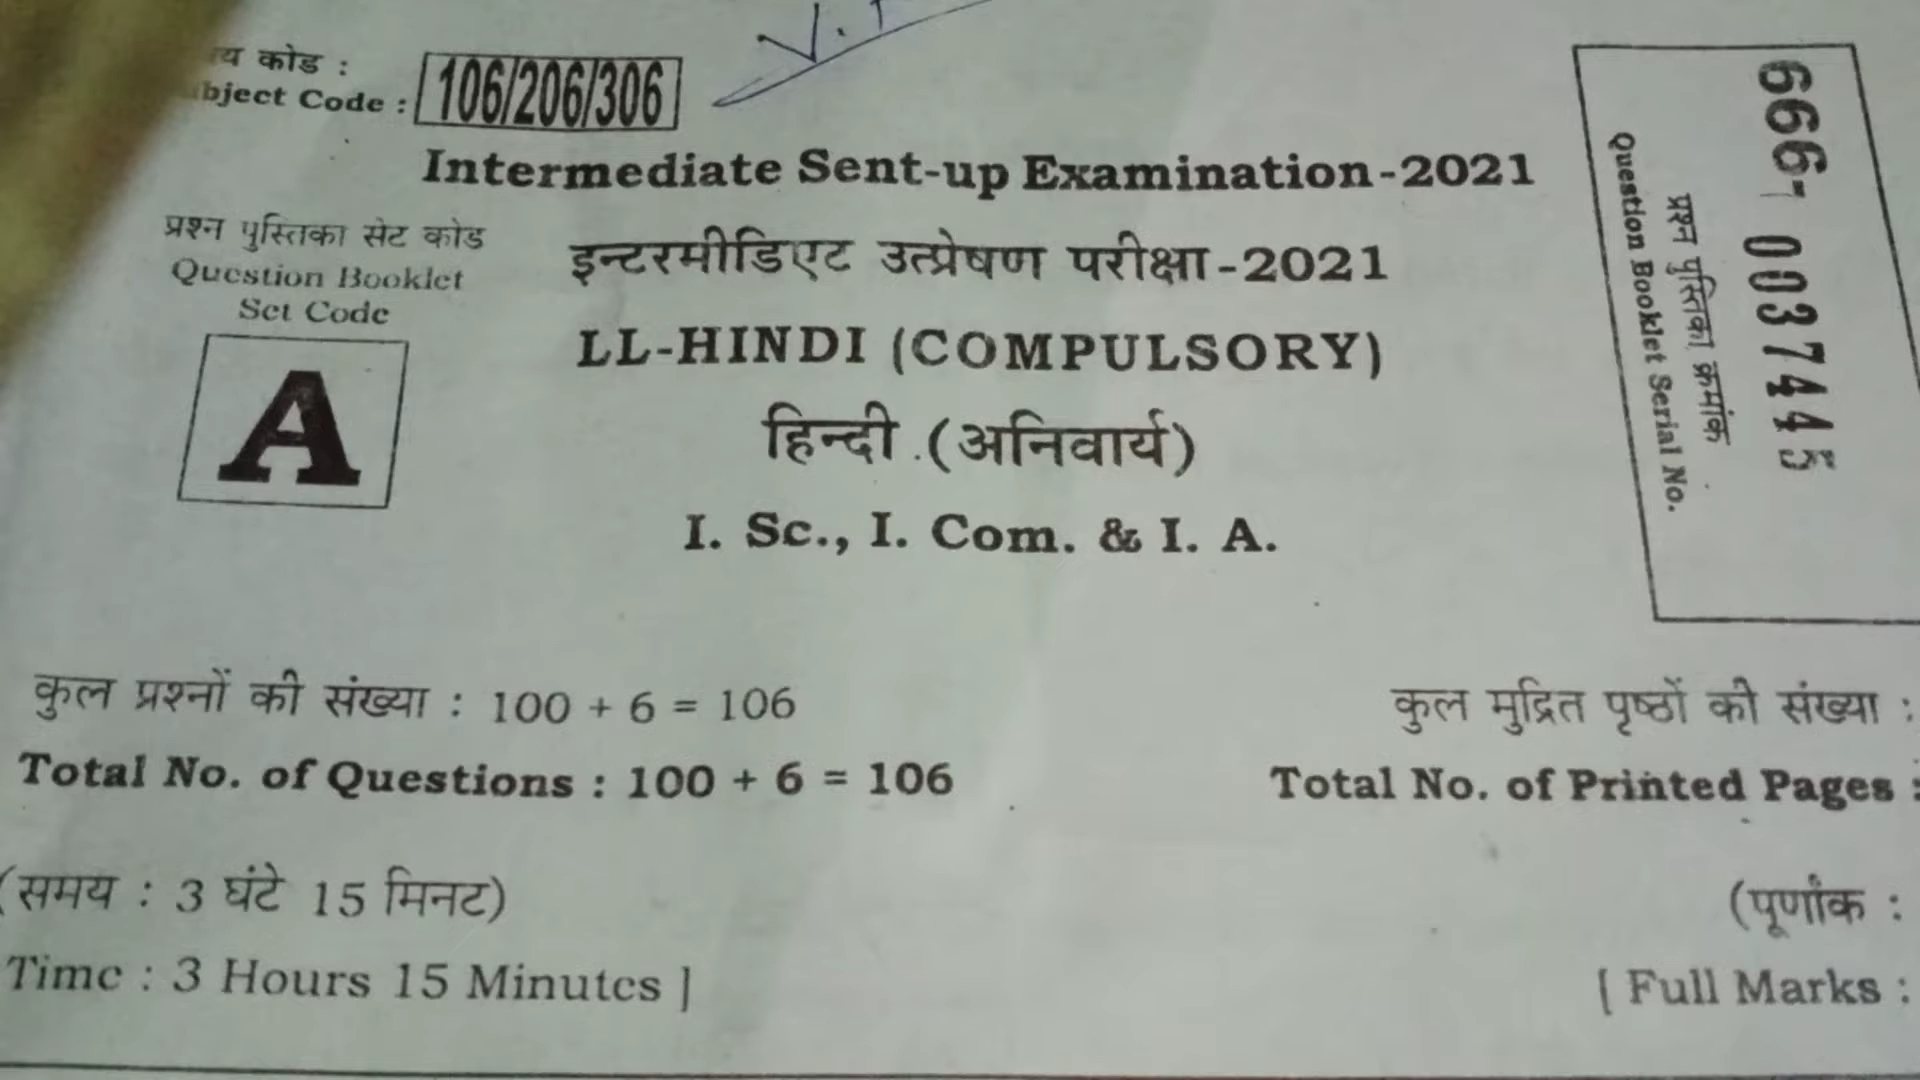 कोड :
Subject Code : 106/206/306
Intermediate Sent-up Examination-2021
प्रश्न पुस्तिका सेट कोड
Question Booklet
Set Code
A
इन्टरमीडिएट उत्प्रेषण परीक्षा-2021
LL-HINDI (COMPULSORY)
हिन्दी (अनिवार्य)
I. Sc., I. Com. & I. A.
666- 0037445
प्रश्न पुस्तिका क्रमांक
Question Booklet Serial No.
कुल प्रश्नों की संख्या : 100 + 6 = 106
कुल मुद्रित पृष्ठों की संख्या :
Total No. of Questions : 100 + 6 = 106
Total No. of Printed Pages :
(समय : 3 घंटे 15 मिनट)
(पूर्णांक :
Time : 3 Hours 15 Minutes ]
[ Full Marks :